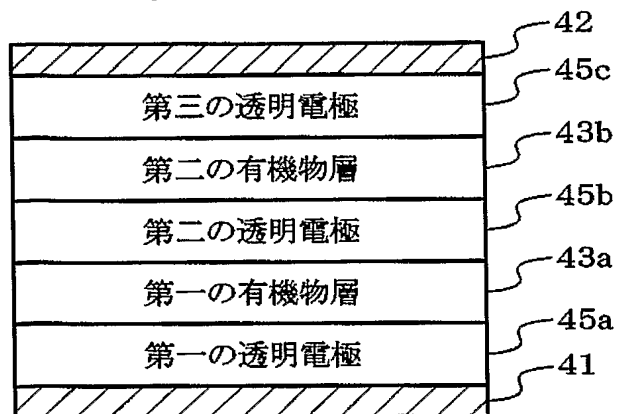 42
第三の透明電極 45c
第二の有機物層 43b
第二の透明電極 45b
第一の有機物層 43a
第一の透明電極 45a
41